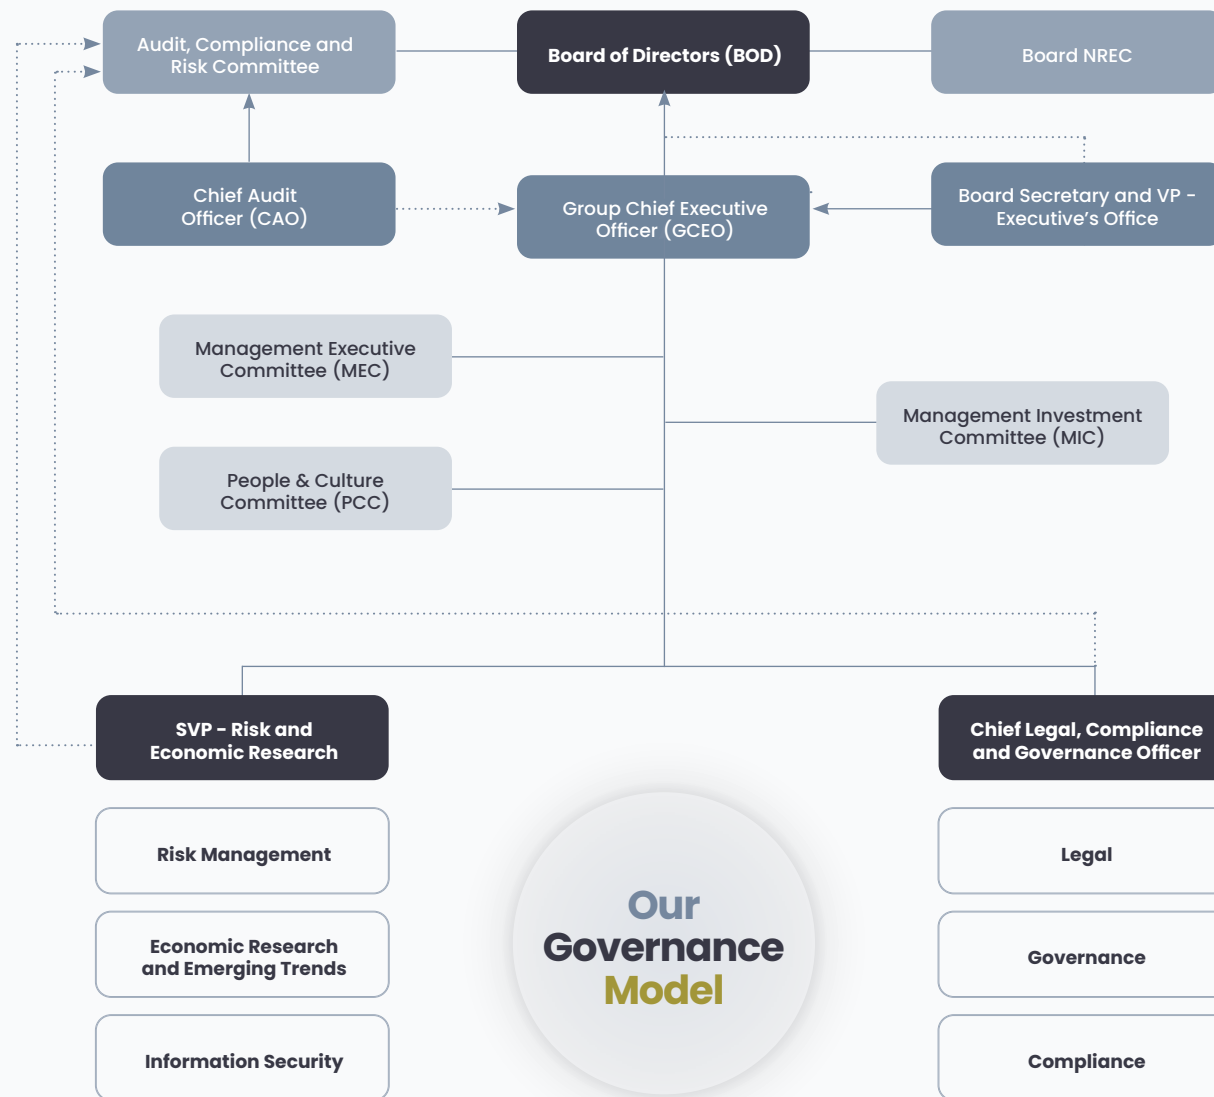 Audit, Compliance and
Risk Committee
Board of Directors (BOD)
Board NREC
Chief Audit
Officer (CAO)
Group Chief Executive
Officer (GCEO)
Board Secretary and VP -
Executive's Office
Management Executive
Committee (MEC)
Management Investment
Committee (MIC)
People & Culture
Committee (PCC)
SVP - Risk and
Economic Research
Chief Legal, Compliance
and Governance Officer
Risk Management
Legal
Our
Governance
Model
Economic Research
and Emerging Trends
Governance
Information Security
Compliance